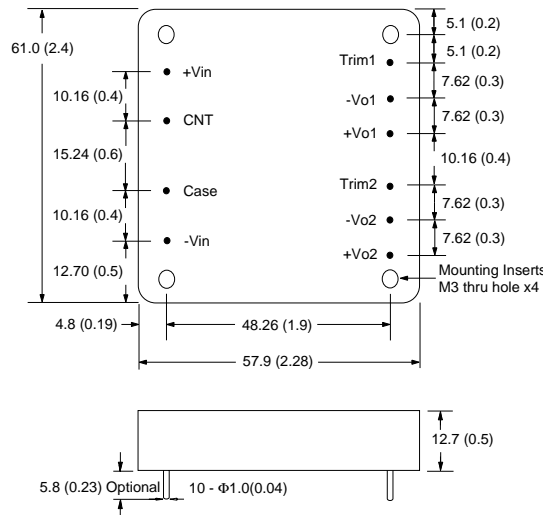 61.0 (2.4)
5.1 (0.2)
5.1 (0.2)
+Vin
Trim1
7.62 (0.3)
10.16 (0.4)
-Vo1
7.62 (0.3)
CNT
+Vo1
15.24 (0.6)
10.16 (0.4)
Case
Trim2
7.62 (0.3)
10.16 (0.4)
-Vo2
7.62 (0.3)
-Vin
+Vo2
12.70 (0.5)
Mounting Inserts
M3 thru hole x4
4.8 (0.19)
48.26 (1.9)
57.9 (2.28)
12.7 (0.5)
5.8 (0.23) Optional
10 - Φ1.0(0.04)